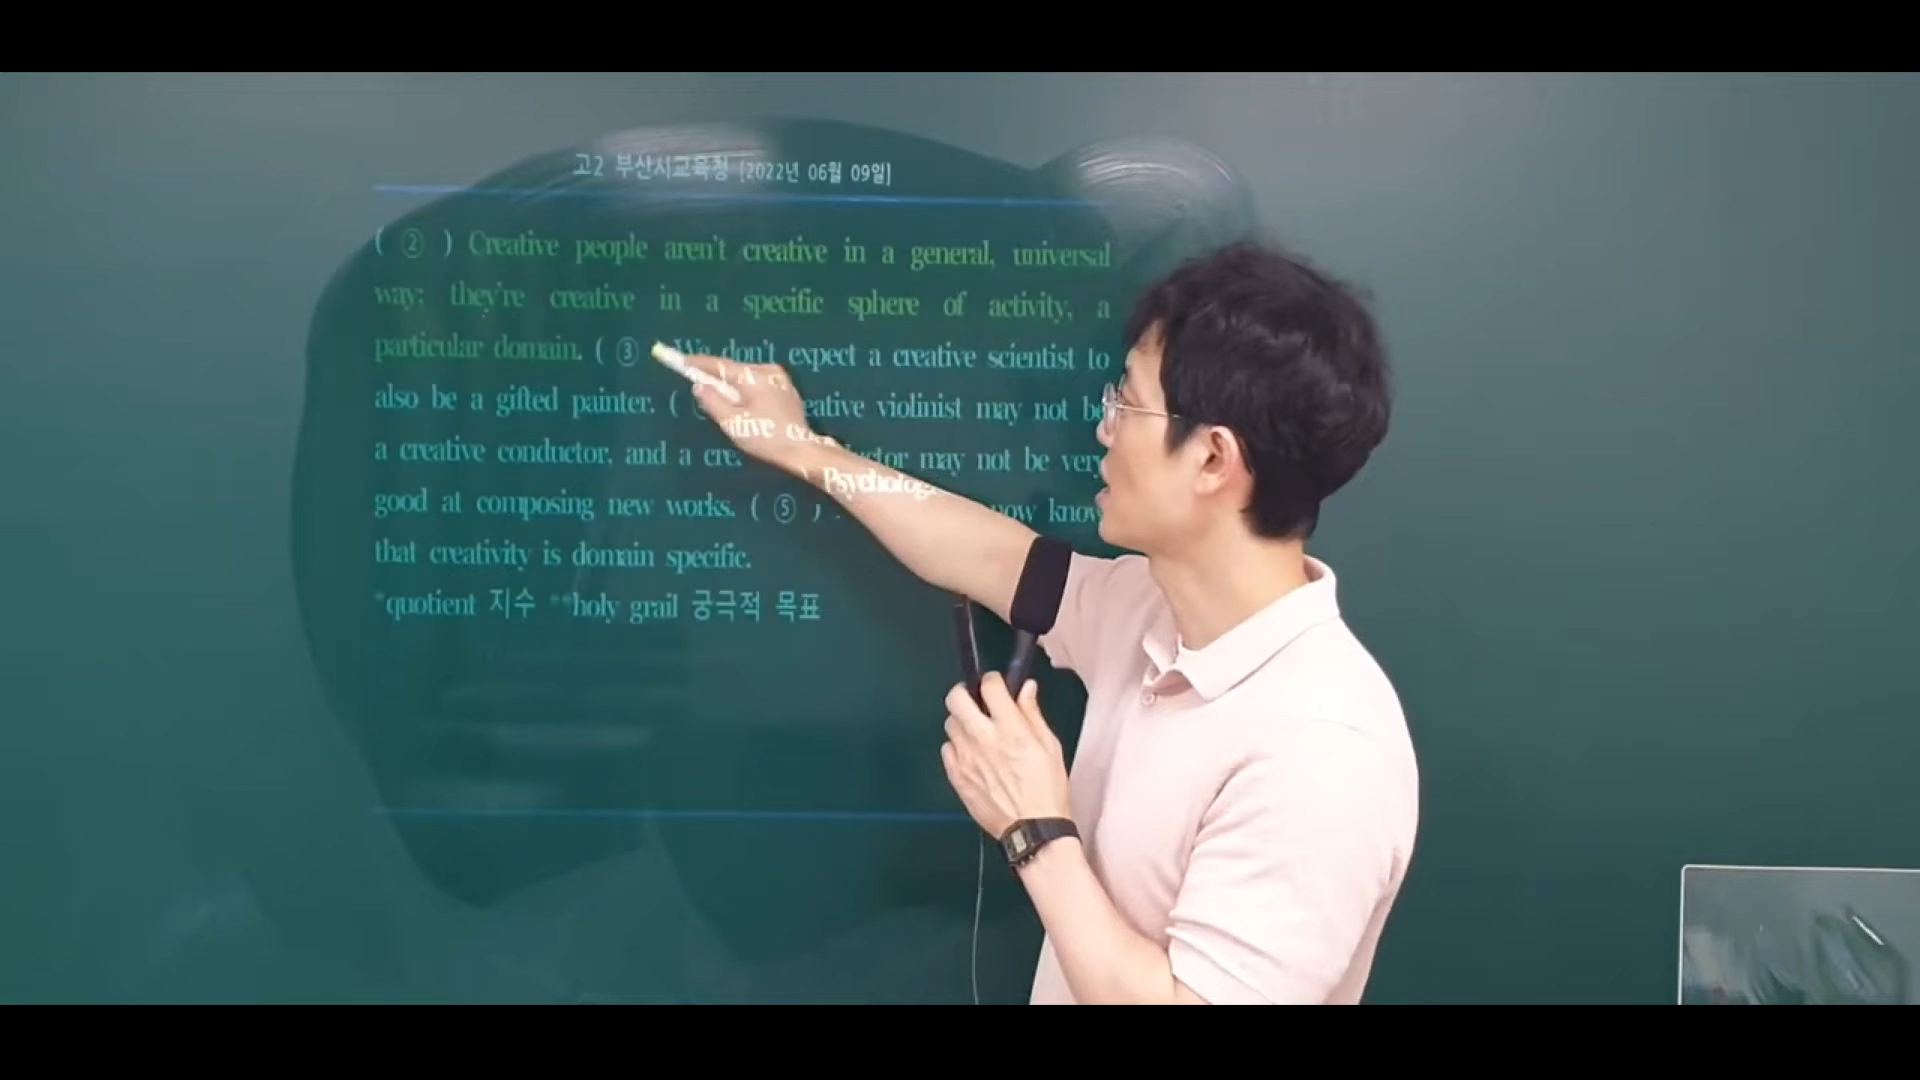 고2 부산시교육청 [2022년 06월 09일]
( ② ) Creative people aren't creative in a general, universal
way; they're creative in a specific sphere of activity, a
particular domain. ( ③ We don't expect a creative scientist to
also be a gifted painter. ( creative violinist may not be
a creative conductor, and a creative conductor may not be very
good at composing new works. ( ⑤ ) Psychologists now know
that creativity is domain specific.
*quotient 지수 **holy grail 궁극적 목표